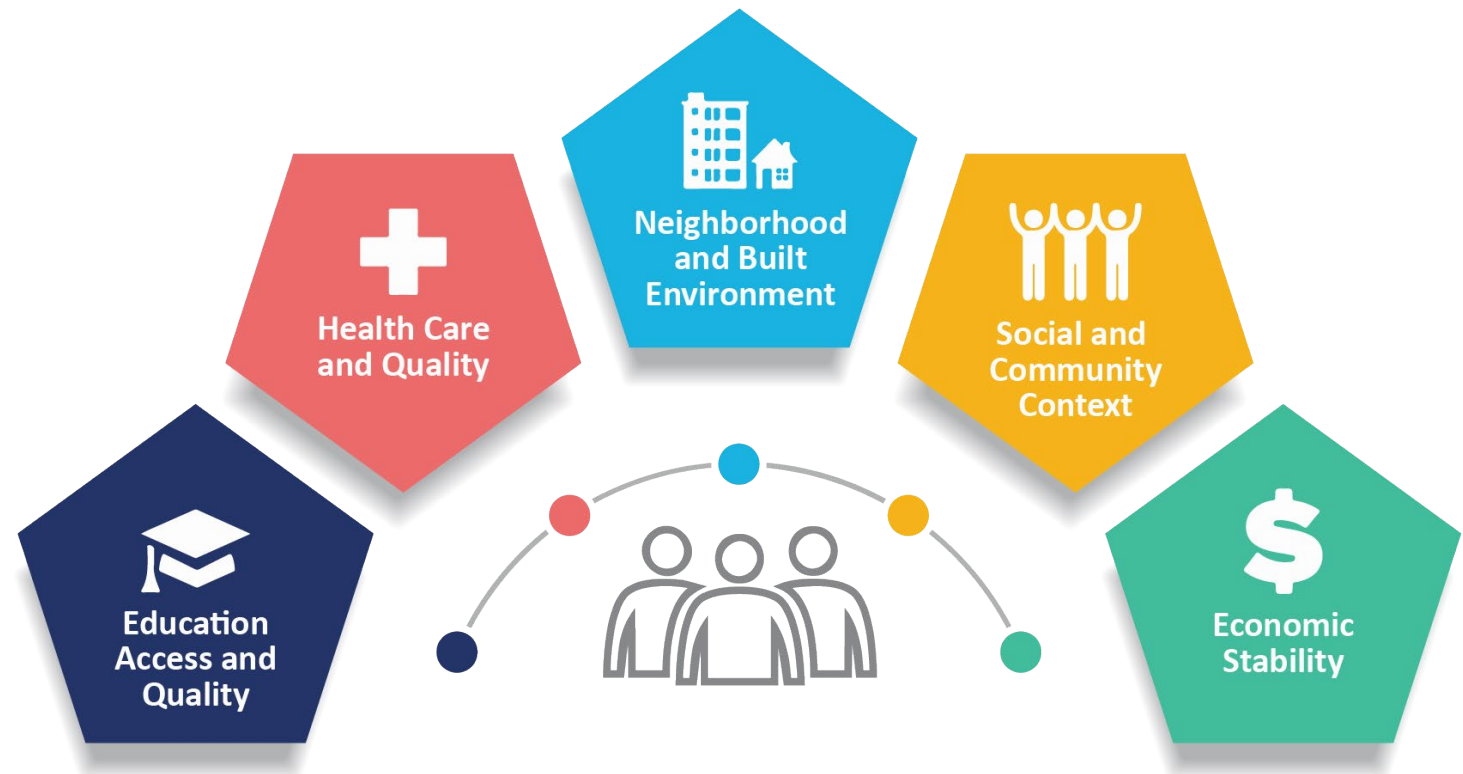 Neighborhood
and Built
Environment
Health Care
and Quality
Social and
Community
Context
Education
Access and
Quality
$
Economic
Stability